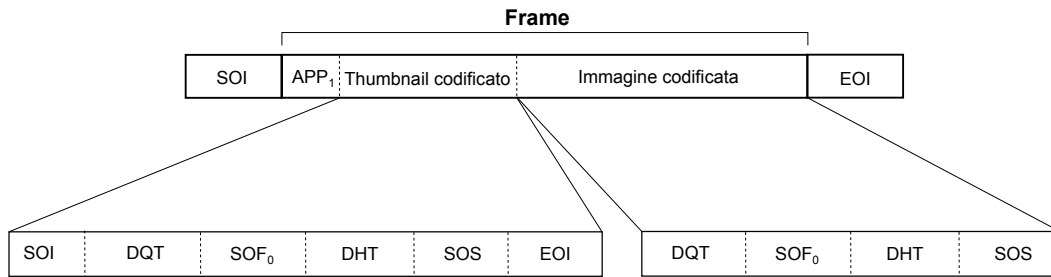 Frame
SOI APP₁ Thumbnail codificato Immagine codificata EOI
SOI DQT SOF₀ DHT SOS EOI DQT SOF₀ DHT SOS